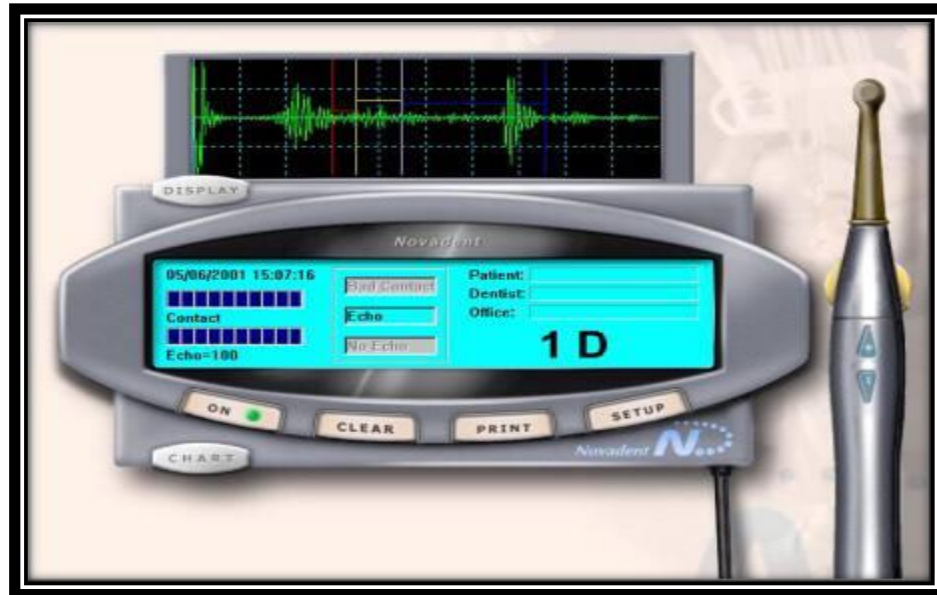 DISPLAY
Novadent
05/06/2001 15:07:16
Contact
Echo=100
Bad Contact
Echo
No Echo
Patient:
Dentist:
Office:
1 D
ON
CLEAR
PRINT
SETUP
Novadent N
CHART